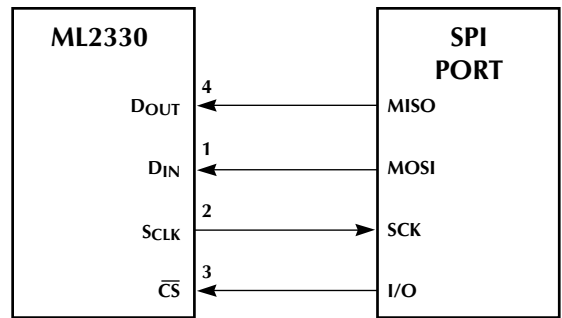 ML2330
SPI
PORT
DOUT 4 MISO
DIN 1 MOSI
SCLK 2 SCK
CS 3 I/O